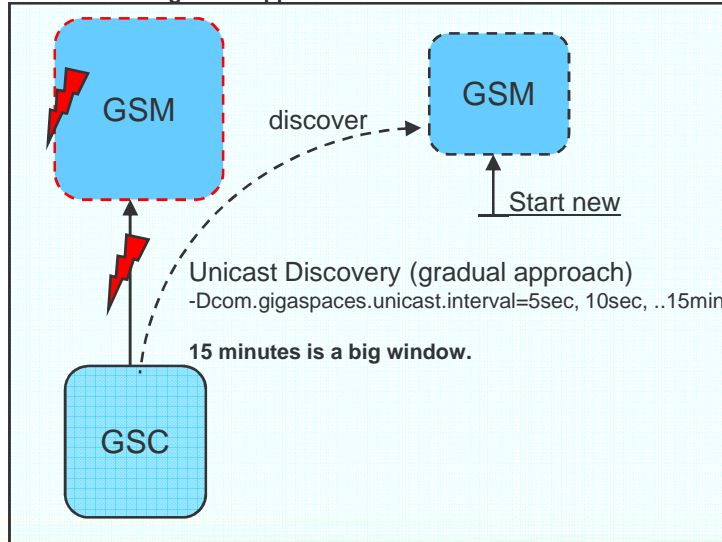 GSM
GSM
discover
Start new
Unicast Discovery (gradual approach)
-Dcom.gigaspaces.unicast.interval=5sec, 10sec, ..15min
15 minutes is a big window.
GSC